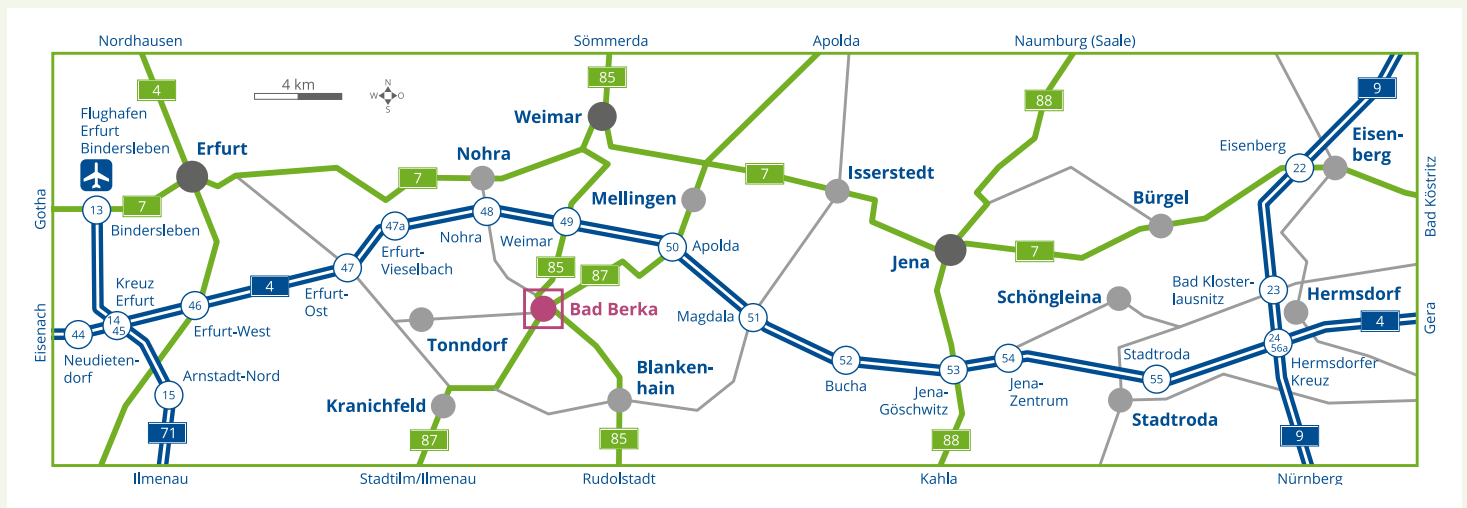 Nordhausen
Sömmerda
Apolda
Naumburg (Saale)
4 km
N
W O
S
85
9
4
88
Flughafen
Erfurt
Bindersleben
Weimar
Erfurt
Nohra
Eisenberg
Eisen-
berg
22
7
7
Isserstedt
Mellingen
Bürgel
Gotha
13
7
Bindersleben
48
49
47a
Nohra
Weimar
50
Apolda
Jena
7
Bad Köstritz
Erfurt-
Vieselbach
47
85
87
Kreuz
Erfurt
4
Erfurt-
Ost
Bad Kloster-
lausnitz
23
Schöngleina
Hermsdorf
46
Erfurt-West
Bad Berka
Magdala
51
4
Gera
Eisenach
44
14
45
Neudieten-
dorf
Tonndorf
24
56a
Hermsdorfer
Kreuz
52
Bucha
53
54
Stadtroda
55
Arnstadt-Nord
15
Blanken-
hain
Jena-
Göschwitz
Jena-
Zentrum
Kranichfeld
Stadtroda
71
87
85
88
9
Ilmenau
Stadtilm/Ilmenau
Rudolstadt
Kahla
Nürnberg